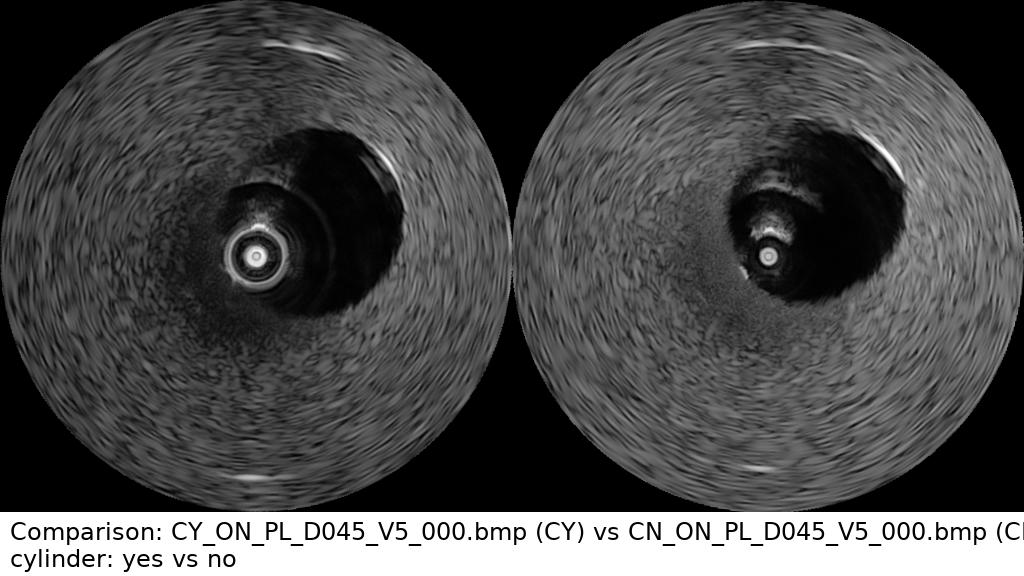 Comparison: CY_ON_PL_D045_V5_000.bmp (CY) vs CN_ON_PL_D045_V5_000.bmp (
cylinder: yes vs no